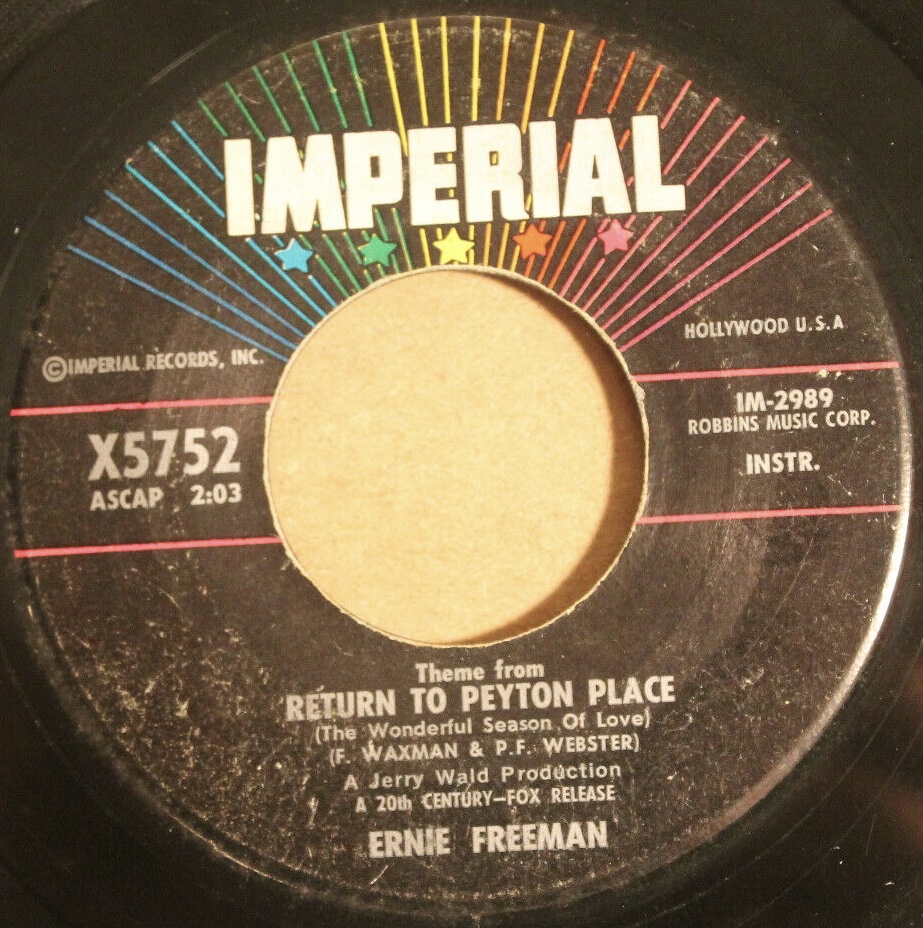 IMPERIAL
HOLLYWOOD U.S.A
©IMPERIAL RECORDS, INC.
X5752
ASCAP 2:03
IM-2989
ROBBINS MUSIC CORP.
INSTR.
Theme from
RETURN TO PEYTON PLACE
(The Wonderful Season Of Love)
(F. WAXMAN & P.F. WEBSTER)
A Jerry Wald Production
A 20th CENTURY-FOX RELEASE
ERNIE FREEMAN